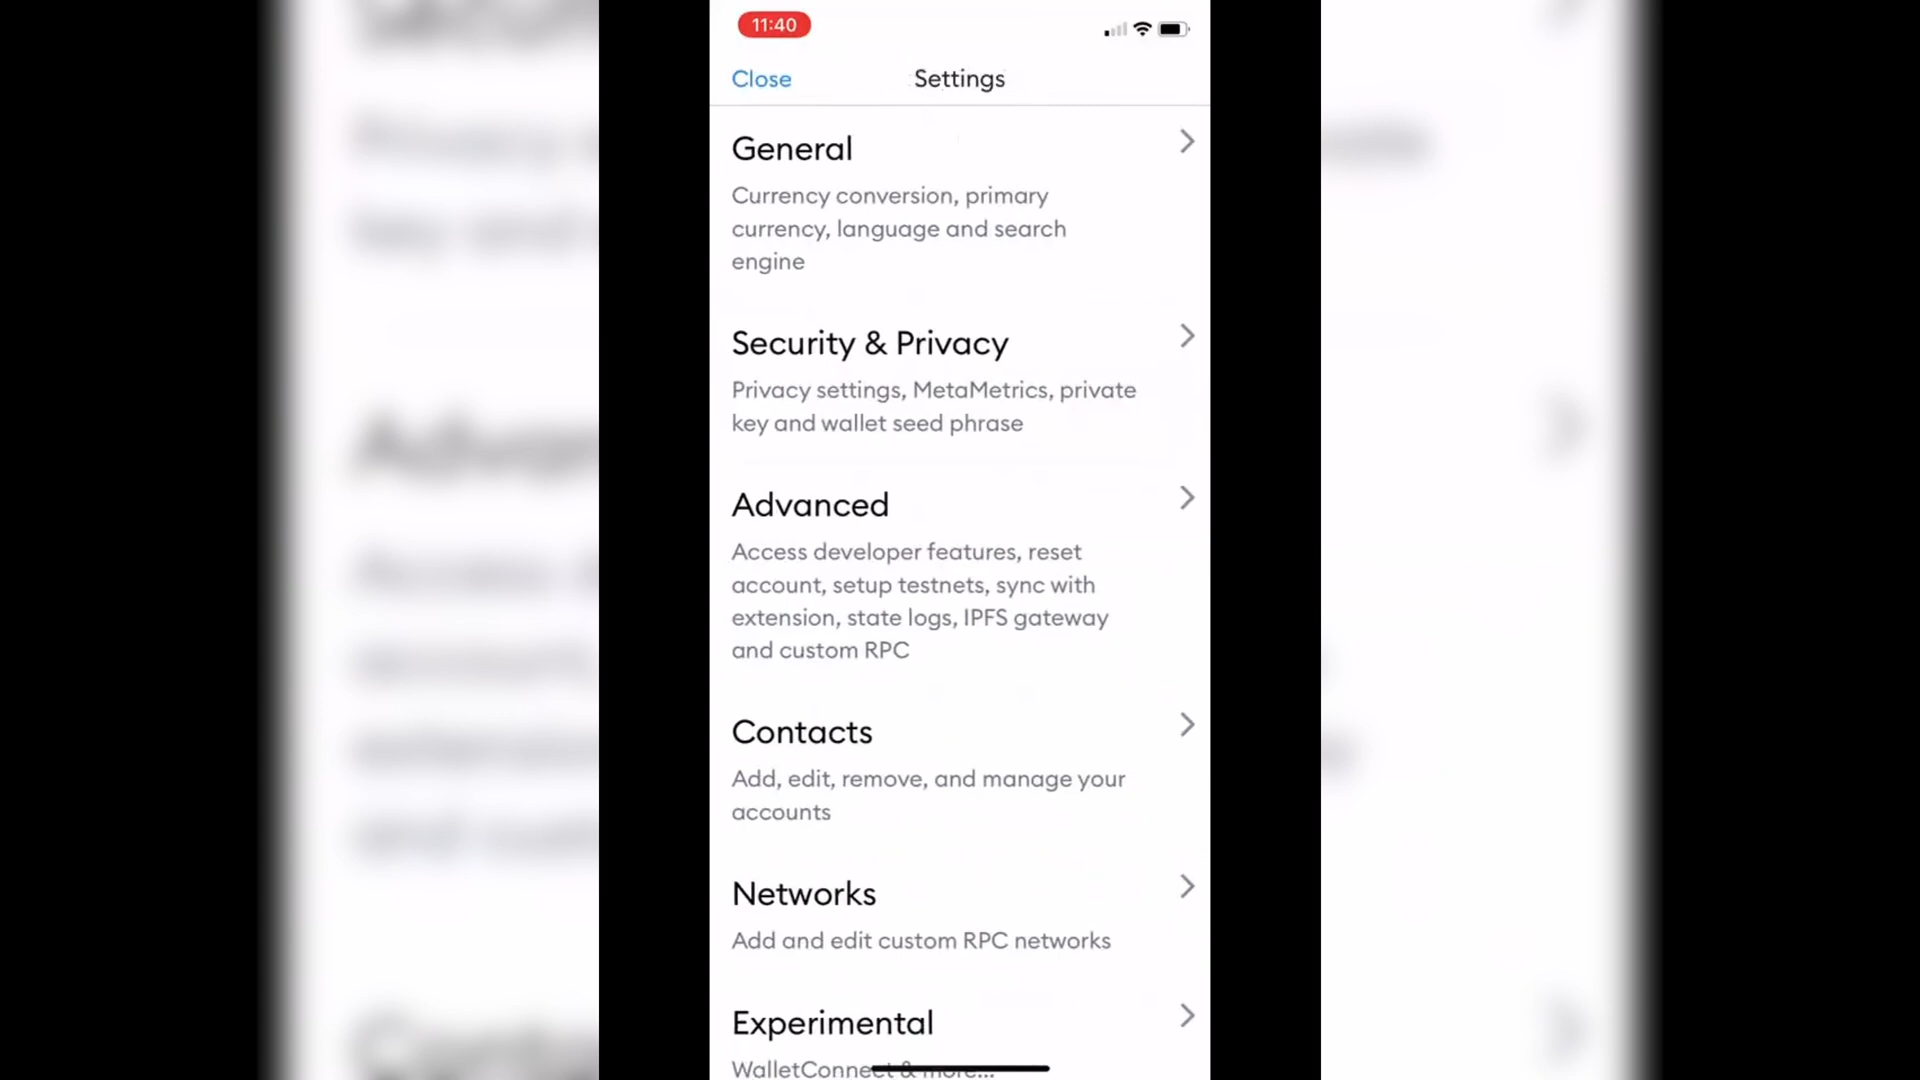 11:40
Close
Settings
General
Currency conversion, primary
currency, language and search
engine
Security & Privacy
Privacy settings, MetaMetrics, private
key and wallet seed phrase
Advanced
Access developer features, reset
account, setup testnets, sync with
extension, state logs, IPFS gateway
and custom RPC
Contacts
Add, edit, remove, and manage your
accounts
Networks
Add and edit custom RPC networks
Experimental
WalletConnect & more...